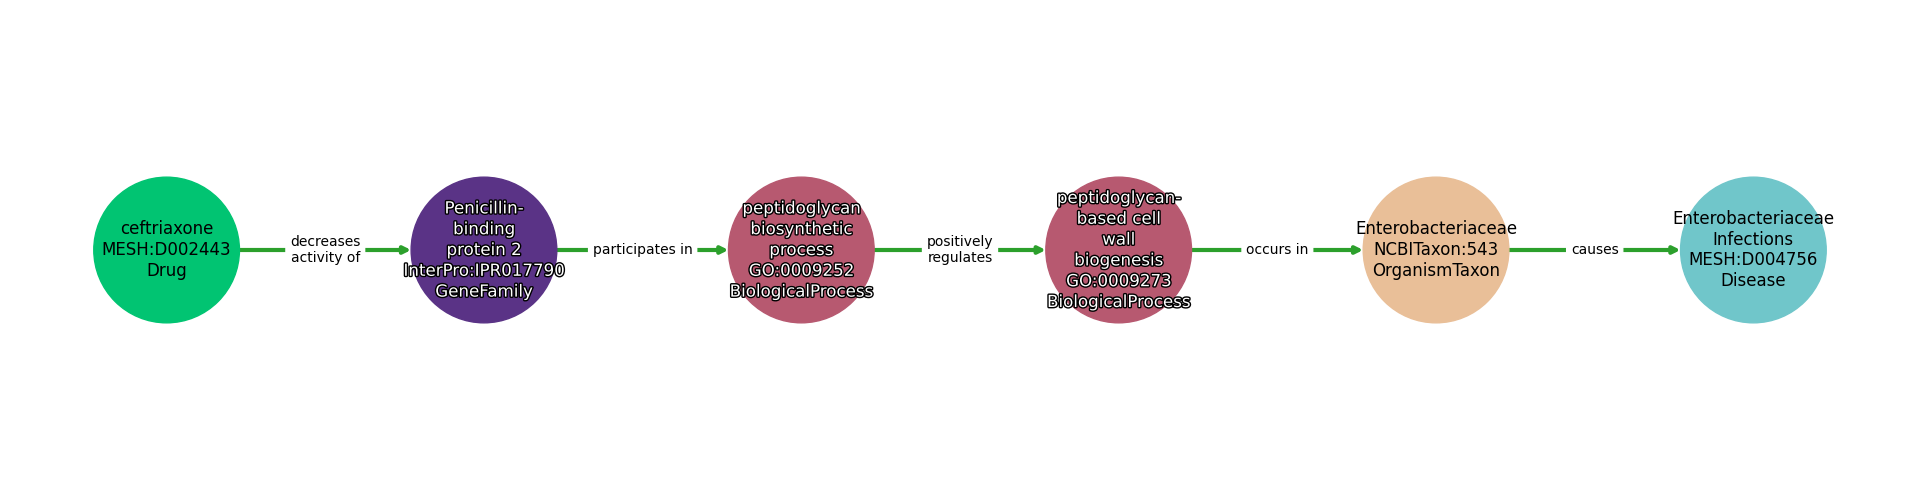 ceftriaxone
MESH:D002443
Drug
decreases
activity of
Penicillin-
binding
protein 2
InterPro:IPR017790
GeneFamily
participates in
peptidoglycan
biosynthetic
process
GO:0009252
BiologicalProcess
positively
regulates
peptidoglycan-
based cell
wall
biogenesis
GO:0009273
BiologicalProcess
occurs in
Enterobacteriaceae
NCBITaxon:543
OrganismTaxon
causes
Enterobacteriaceae
Infections
MESH:D004756
Disease